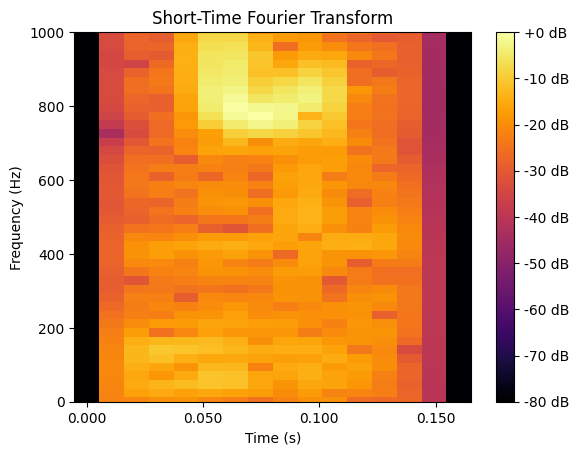 Short-Time Fourier Transform
1000
800
600
400
200
0
Frequency (Hz)
0.000
0.050
0.100
0.150
Time (s)
+0 dB
-10 dB
-20 dB
-30 dB
-40 dB
-50 dB
-60 dB
-70 dB
-80 dB